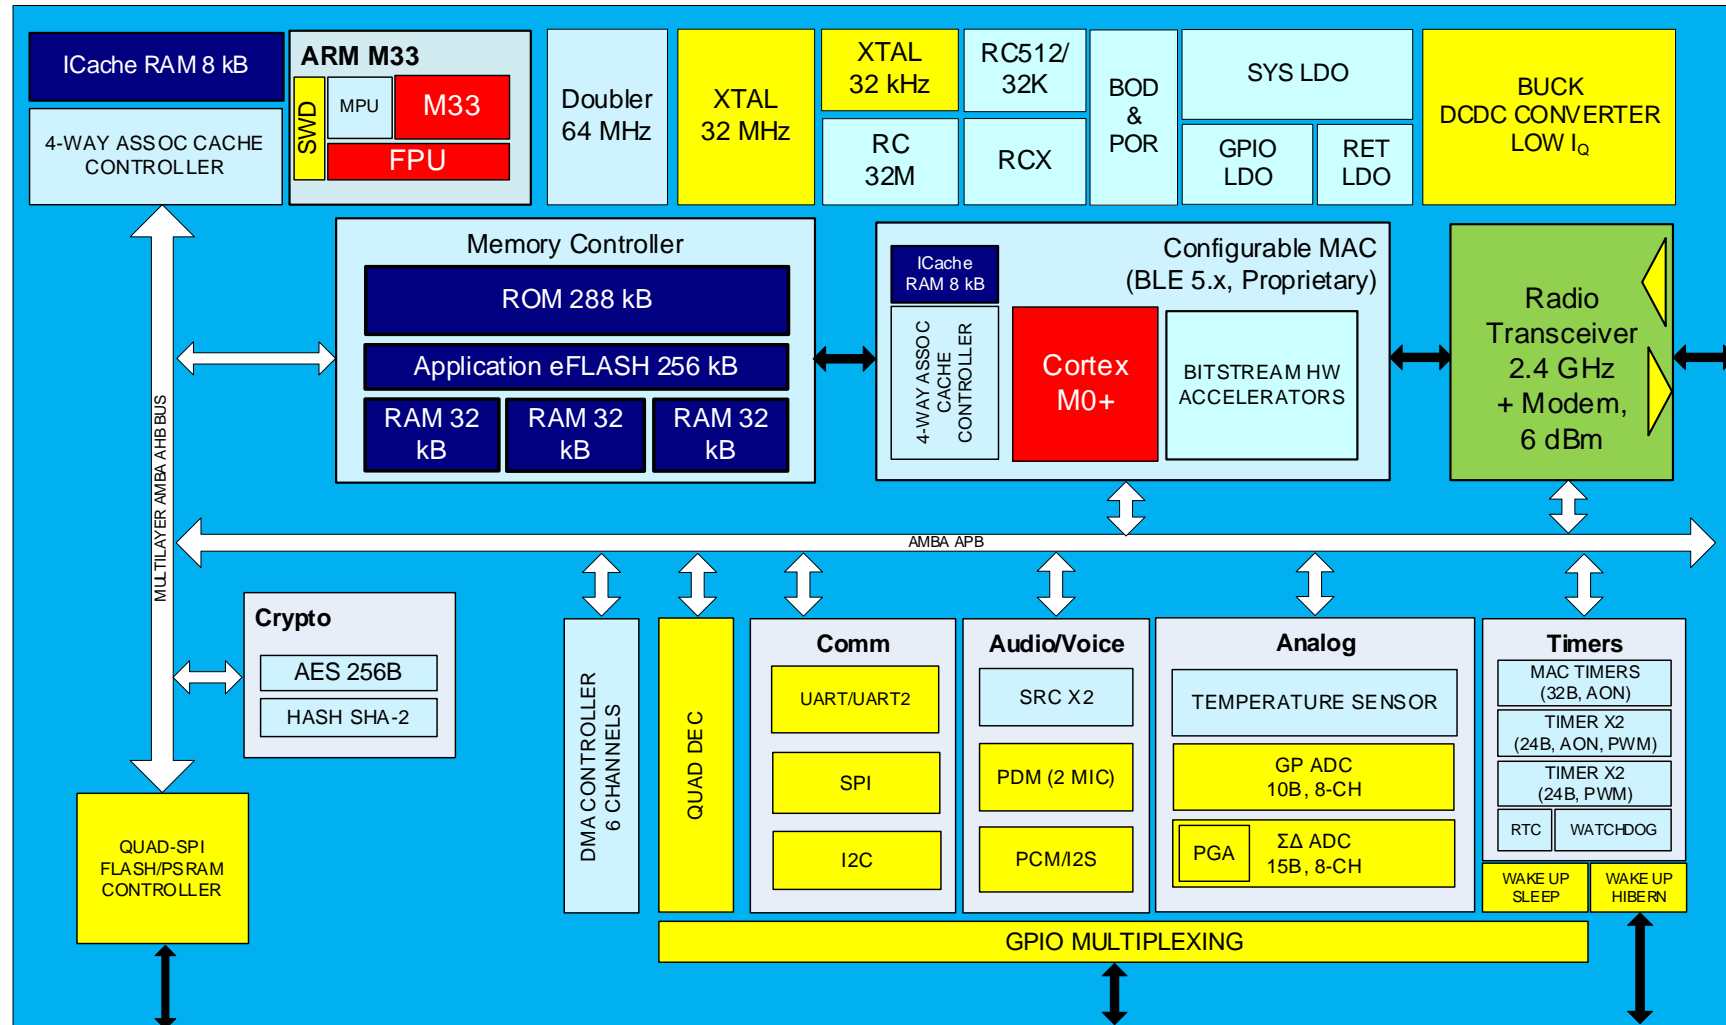 ICache RAM 8 kB
4-WAY ASSOC CACHE
CONTROLLER
ARM M33
SWD
MPU
M33
FPU
Doubler
64 MHz
XTAL
32 MHz
XTAL
32 kHz
RC
32M
RC512/
32K
RCX
BOD
&
POR
SYS LDO
GPIO
LDO
RET
LDO
BUCK
DCDC CONVERTER
LOW IQ
Memory Controller
ROM 288 kB
Application eFLASH 256 kB
RAM 32
kB
RAM 32
kB
RAM 32
kB
Configurable MAC
(BLE 5.x, Proprietary)
ICache
RAM 8 kB
4-WAY ASSOC
CACHE
CONTROLLER
Cortex
M0+
BITSTREAM HW
ACCELERATORS
Radio
Transceiver
2.4 GHz
+ Modem,
6 dBm
MULTILAYER AMBA AHB BUS
AMBA APB
Crypto
AES 256B
HASH SHA-2
QUAD-SPI
FLASH/PSRAM
CONTROLLER
DMA CONTROLLER
6 CHANNELS
QUAD DEC
Comm
UART/UART2
SPI
I2C
Audio/Voice
SRC X2
PDM (2 MIC)
PCM/I2S
Analog
TEMPERATURE SENSOR
GP ADC
10B, 8-CH
PGA
ΣΔ ADC
15B, 8-CH
Timers
MAC TIMERS
(32B, AON)
TIMER X2
(24B, AON, PWM)
TIMER X2
(24B, PWM)
RTC
WATCHDOG
WAKE UP
SLEEP
WAKE UP
HIBERN
GPIO MULTIPLEXING